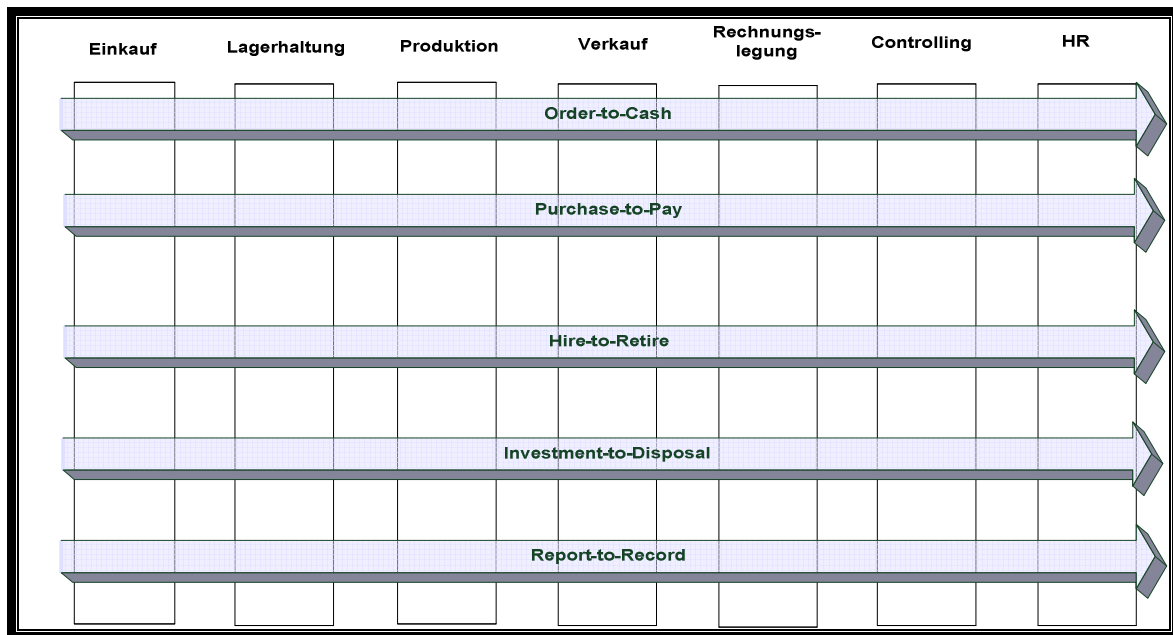 Einkauf
Lagerhaltung
Produktion
Verkauf
Rechnungs-
legung
Controlling
HR
Order-to-Cash
Purchase-to-Pay
Hire-to-Retire
Investment-to-Disposal
Report-to-Record